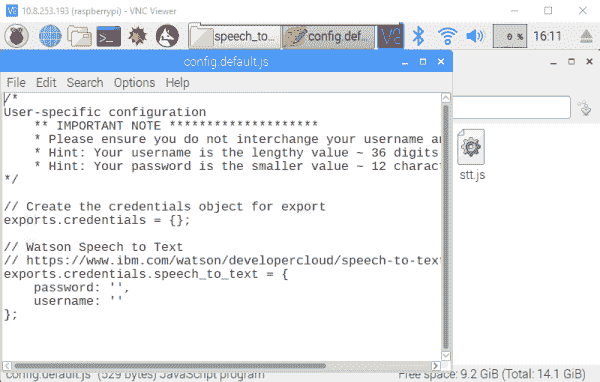 10.8.253.193 (raspberrypi) - VNC Viewer
speech_to... config.def... 0 % 16:11
config.default.js
File Edit Search Options Help
/*
User-specific configuration
** IMPORTANT NOTE ********************
* Please ensure you do not interchange your username an
* Hint: Your username is the lengthy value ~ 36 digits
* Hint: Your password is the smaller value ~ 12 charact
*/
// Create the credentials object for export
exports.credentials = {};
// Watson Speech to Text
// https://www.ibm.com/watson/developercloud/speech-to-text
exports.credentials.speech_to_text = {
password: '',
username: ''
};
stt.js
"config.default.js" (529 bytes) JavaScript program
Free space: 9.2 GiB (Total: 14.1 GiB)